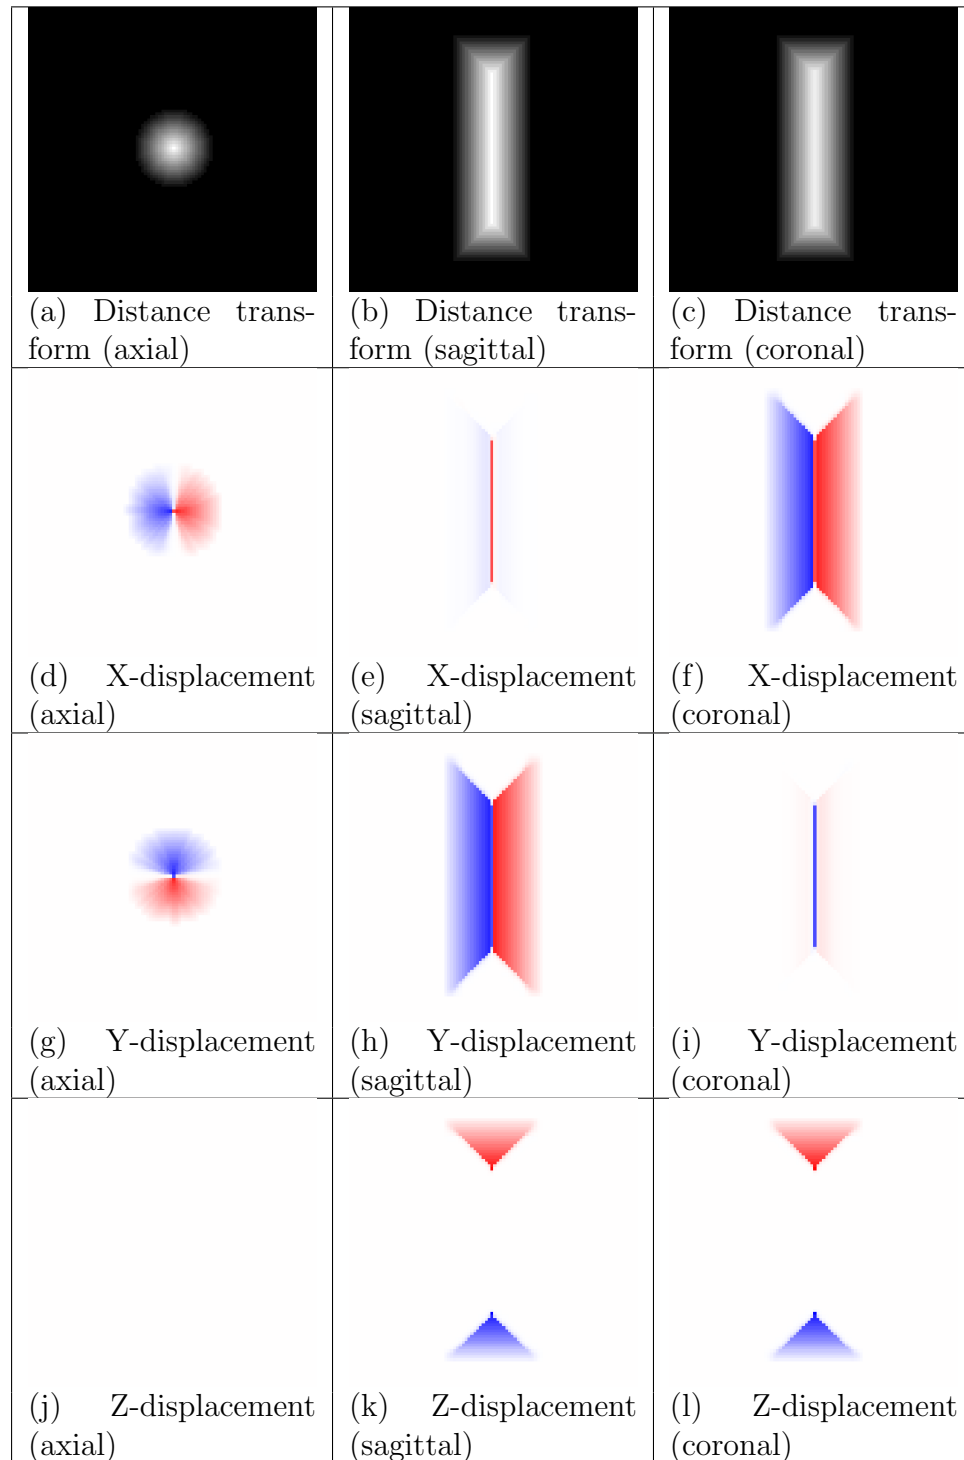 (a) Distance trans-
form (axial)
(b) Distance trans-
form (sagittal)
(c) Distance trans-
form (coronal)
(d) X-displacement
(axial)
(e) X-displacement
(sagittal)
(f) X-displacement
(coronal)
(g) Y-displacement
(axial)
(h) Y-displacement
(sagittal)
(i) Y-displacement
(coronal)
(j) Z-displacement
(axial)
(k) Z-displacement
(sagittal)
(l) Z-displacement
(coronal)